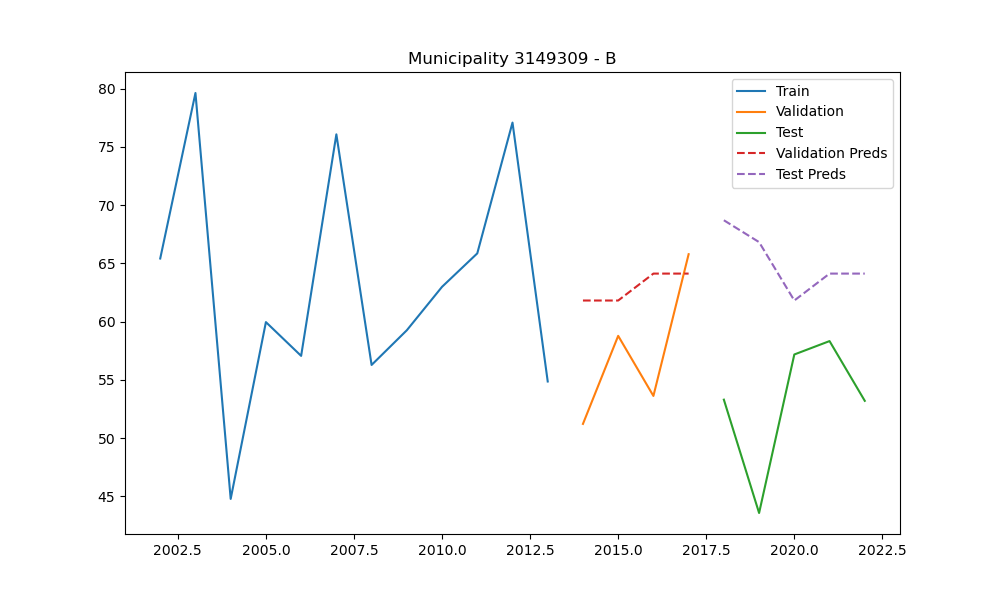 Municipality 3149309 - B
80
75
70
65
60
55
50
45
2002.5 2005.0 2007.5 2010.0 2012.5 2015.0 2017.5 2020.0 2022.5
Train
Validation
Test
Validation Preds
Test Preds